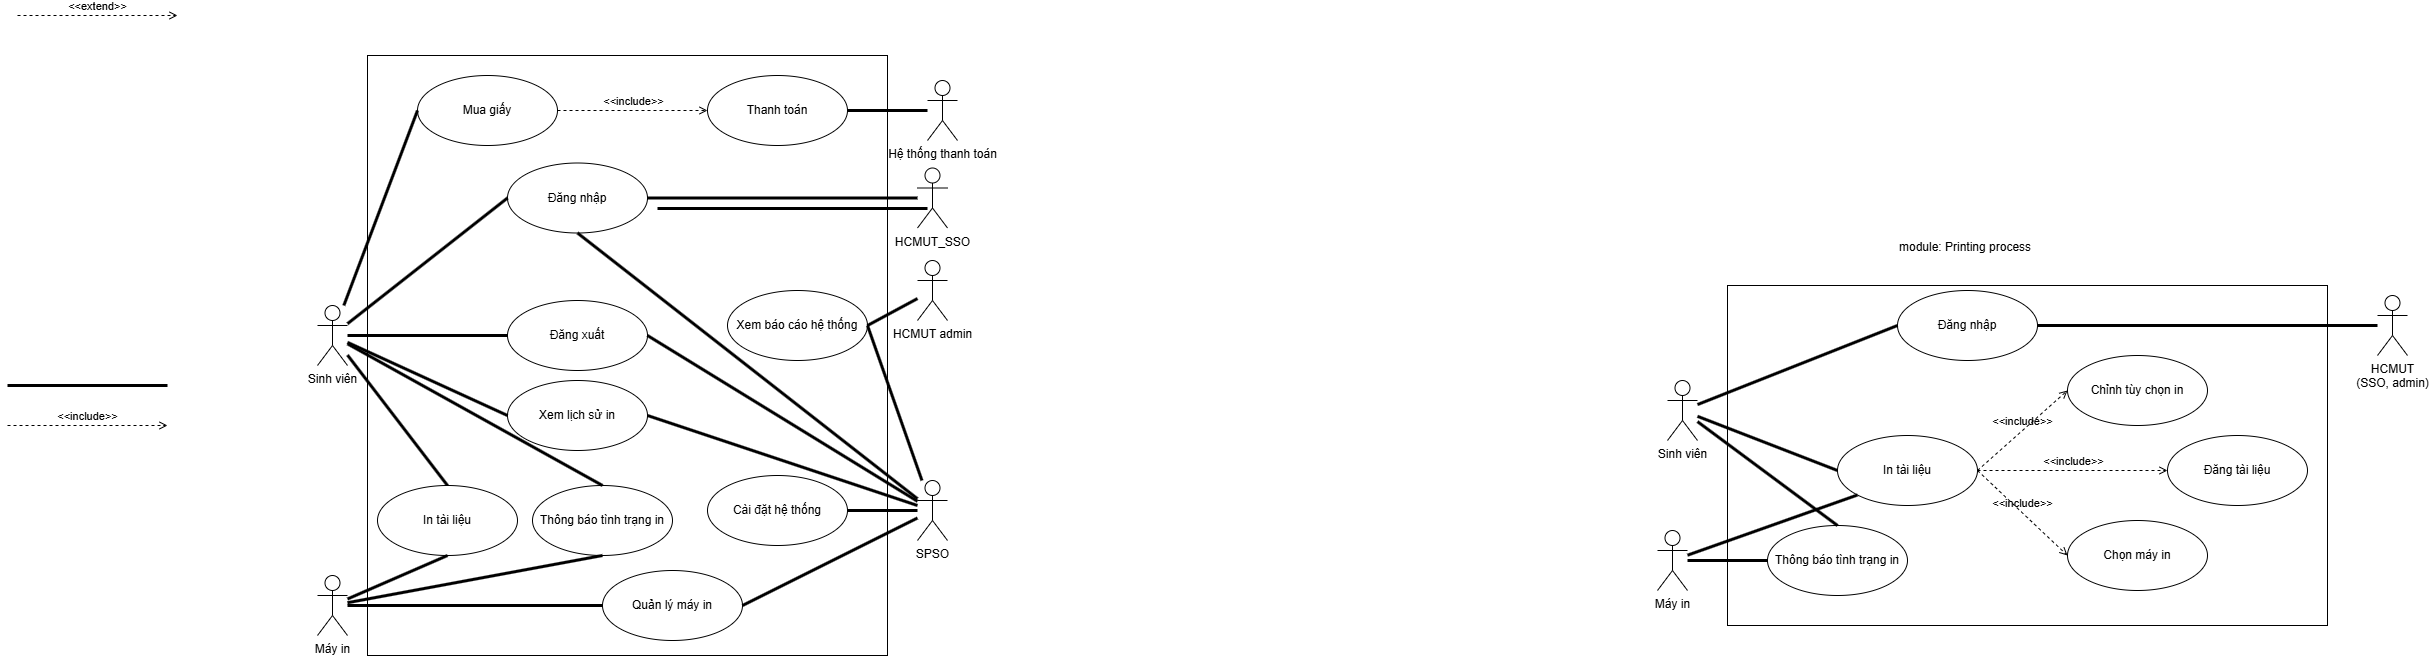 <<extend>>
<<include>>
Mua giấy
<<include>>
Thanh toán
Hệ thống thanh toán
Đăng nhập
HCMUT_SSO
Xem báo cáo hệ thống
HCMUT admin
Đăng xuất
Sinh viên
Xem lịch sử in
In tài liệu
Thông báo tình trạng in
Cài đặt hệ thống
SPSO
Quản lý máy in
Máy in
module: Printing process
Đăng nhập
HCMUT
(SSO, admin)
Chỉnh tùy chọn in
<<include>>
Sinh viên
In tài liệu
<<include>>
Đăng tải liệu
<<include>>
Thông báo tình trạng in
Chọn máy in
Máy in